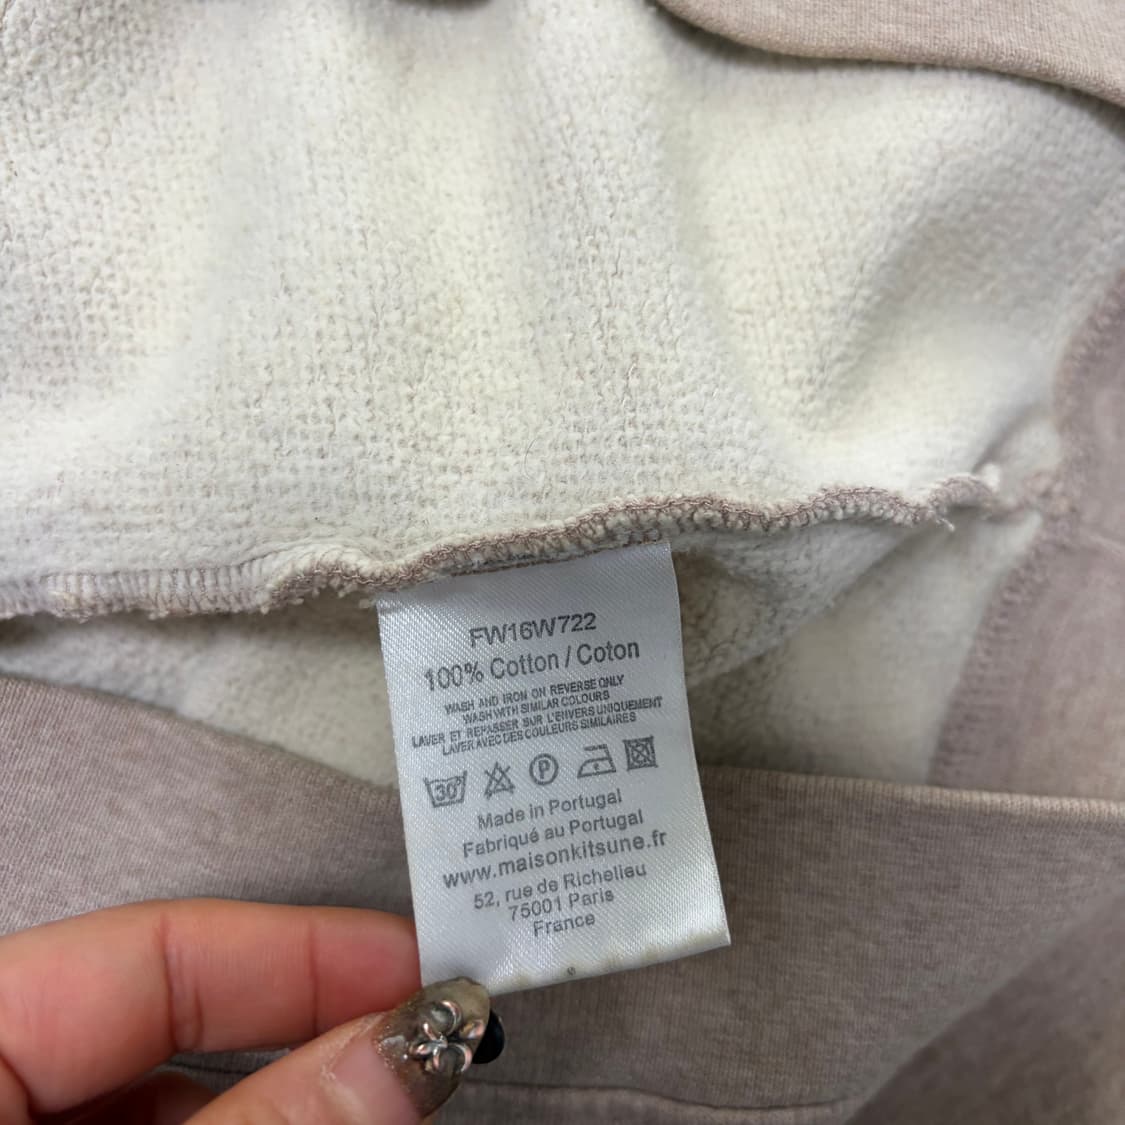 FW16W722
100% Cotton / Coton
WASH AND IRON ON REVERSE ONLY
WASH WITH SIMILAR COLOURS
LAVER ET REPASSER SUR L'ENVERS UNIQUEMENT
LAVER AVEC DES COULEURS SIMILAIRES
30° P
Made in Portugal
Fabriqué au Portugal
www.maisonkitsune.fr
52, rue de Richelieu
75001 Paris
France